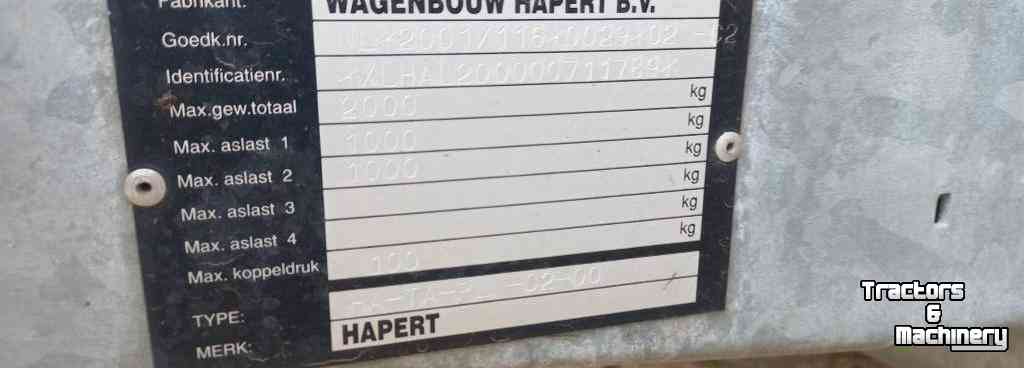 Fabrikant: WAGENBOUW HAPERT B.V.
Goedk.nr.
Identificatienr.
Max.gew.totaal 2000 kg
Max. aslast 1 1000 kg
Max. aslast 2 1000 kg
Max. aslast 3 kg
Max. aslast 4 kg
Max. koppeldruk 100 kg
TYPE:
MERK: HAPERT
Tractors
&
Machinery